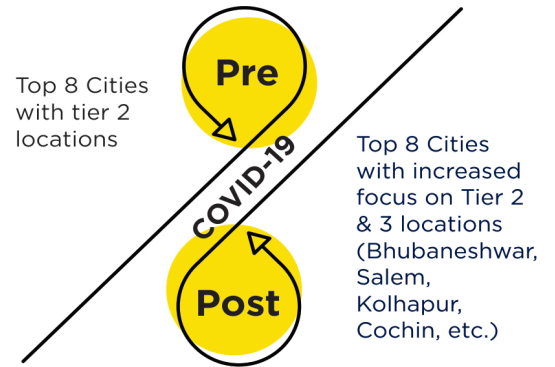 Pre
Top 8 Cities
with tier 2
locations
COVID-19
Top 8 Cities
with increased
focus on Tier 2
& 3 locations
(Bhubaneshwar,
Salem,
Kolhapur,
Cochin, etc.)
Post